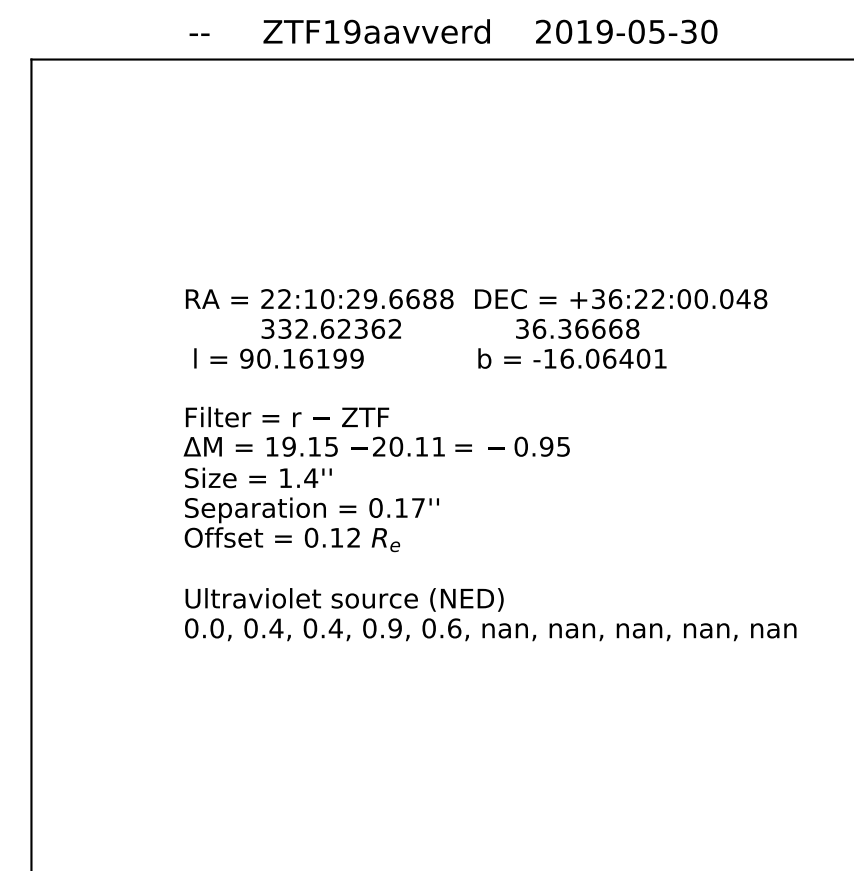 -- ZTF19aavverd 2019-05-30
RA = 22:10:29.6688 DEC = +36:22:00.048
332.62362 36.36668
l = 90.16199 b = -16.06401
Filter = r − ZTF
ΔM = 19.15 −20.11 = − 0.95
Size = 1.4''
Separation = 0.17''
Offset = 0.12 Rₑ
Ultraviolet source (NED)
0.0, 0.4, 0.4, 0.9, 0.6, nan, nan, nan, nan, nan